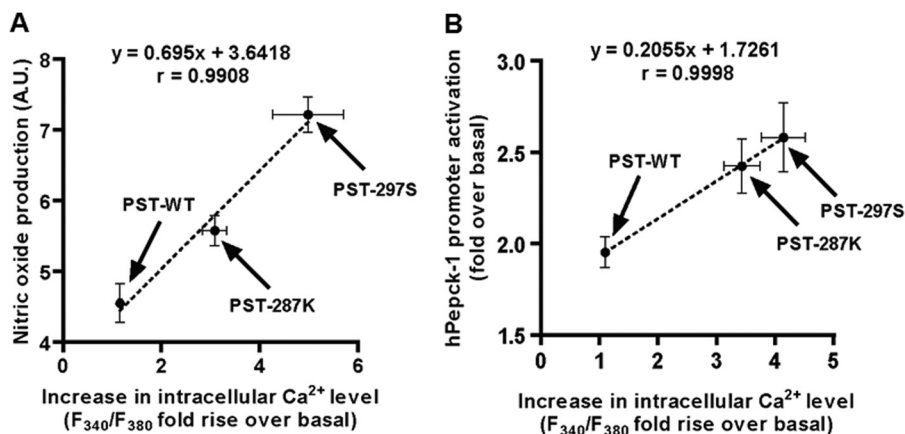 A
y = 0.695x + 3.6418
r = 0.9908
Nitric oxide production (A.U.)
8
7
6
5
4
PST-WT
PST-297S
PST-287K
0
2
4
6
Increase in intracellular Ca²⁺ level
(F₃₄₀/F₃₈₀ fold rise over basal)
B
y = 0.2055x + 1.7261
r = 0.9998
hPepck-1 promoter activation
(fold over basal)
3.0
2.5
2.0
1.5
PST-WT
PST-297S
PST-287K
0
1
2
3
4
5
Increase in intracellular Ca²⁺ level
(F₃₄₀/F₃₈₀ fold rise over basal)